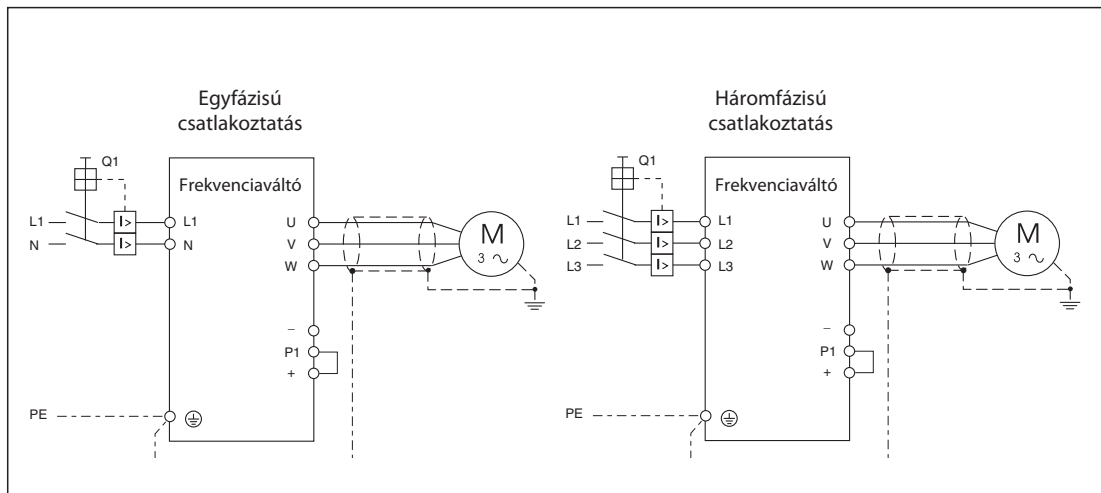 Egyfázisú
csatlakoztatás
Q1
Frekvenciaváltó
L1
L1
N
N
U
V
W
M
3 ∼
I>
I>
–
P1
+
PE
Háromfázisú
csatlakoztatás
Q1
Frekvenciaváltó
L1
L1
L2
L2
L3
L3
U
V
W
M
3 ∼
I>
I>
I>
–
P1
+
PE